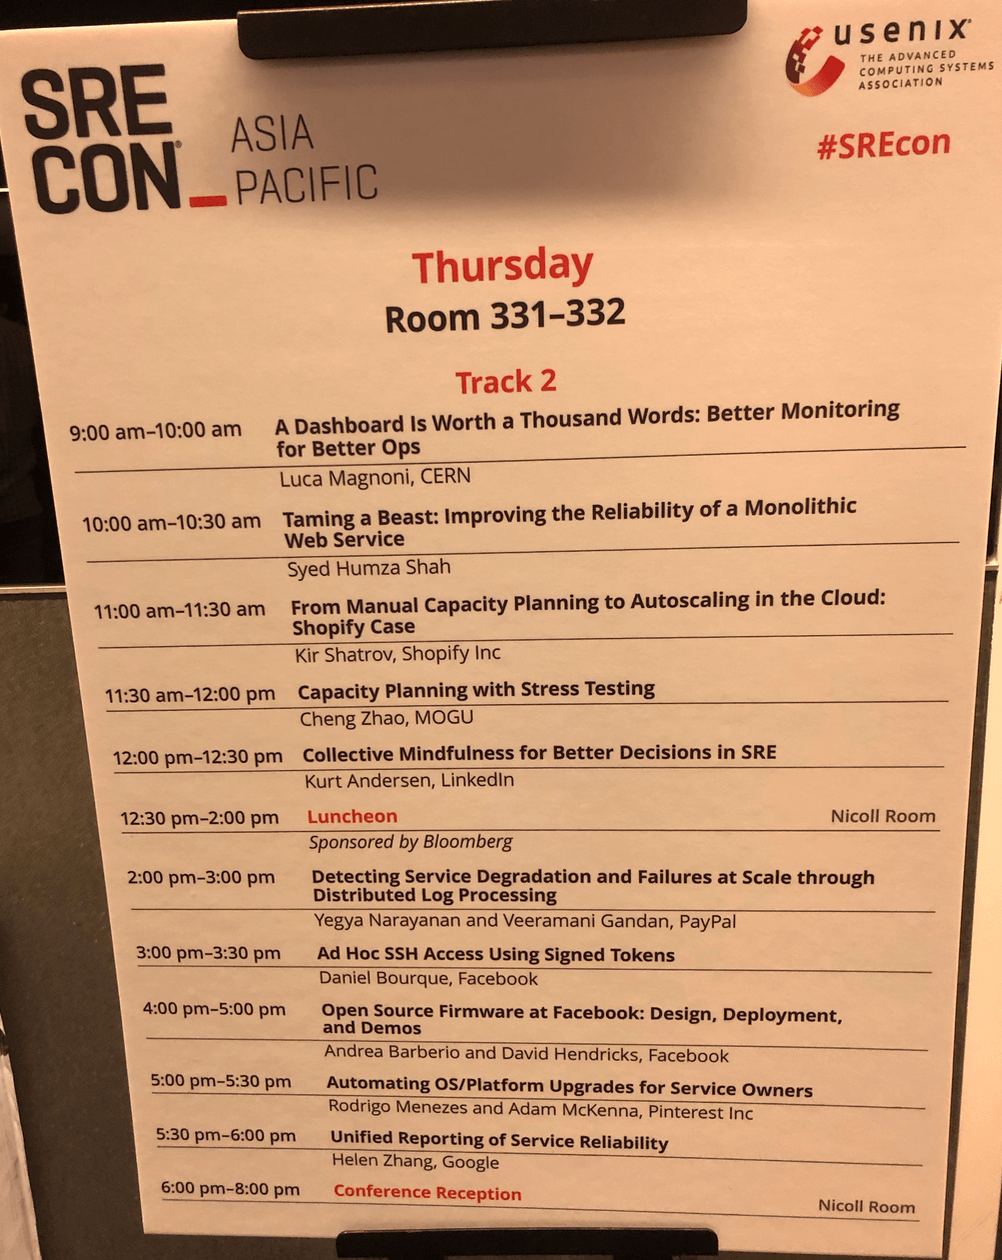 usenix
THE ADVANCED
COMPUTING SYSTEMS
ASSOCIATION
SRE
CON®
ASIA
PACIFIC
#SREcon
Thursday
Room 331–332
Track 2
9:00 am–10:00 am A Dashboard Is Worth a Thousand Words: Better Monitoring
for Better Ops
Luca Magnoni, CERN
10:00 am–10:30 am Taming a Beast: Improving the Reliability of a Monolithic
Web Service
Syed Humza Shah
11:00 am–11:30 am From Manual Capacity Planning to Autoscaling in the Cloud:
Shopify Case
Kir Shatrov, Shopify Inc
11:30 am–12:00 pm Capacity Planning with Stress Testing
Cheng Zhao, MOGU
12:00 pm–12:30 pm Collective Mindfulness for Better Decisions in SRE
Kurt Andersen, LinkedIn
12:30 pm–2:00 pm Luncheon Nicoll Room
Sponsored by Bloomberg
2:00 pm–3:00 pm Detecting Service Degradation and Failures at Scale through
Distributed Log Processing
Yegya Narayanan and Veeramani Gandan, PayPal
3:00 pm–3:30 pm Ad Hoc SSH Access Using Signed Tokens
Daniel Bourque, Facebook
4:00 pm–5:00 pm Open Source Firmware at Facebook: Design, Deployment,
and Demos
Andrea Barberio and David Hendricks, Facebook
5:00 pm–5:30 pm Automating OS/Platform Upgrades for Service Owners
Rodrigo Menezes and Adam McKenna, Pinterest Inc
5:30 pm–6:00 pm Unified Reporting of Service Reliability
Helen Zhang, Google
6:00 pm–8:00 pm Conference Reception Nicoll Room